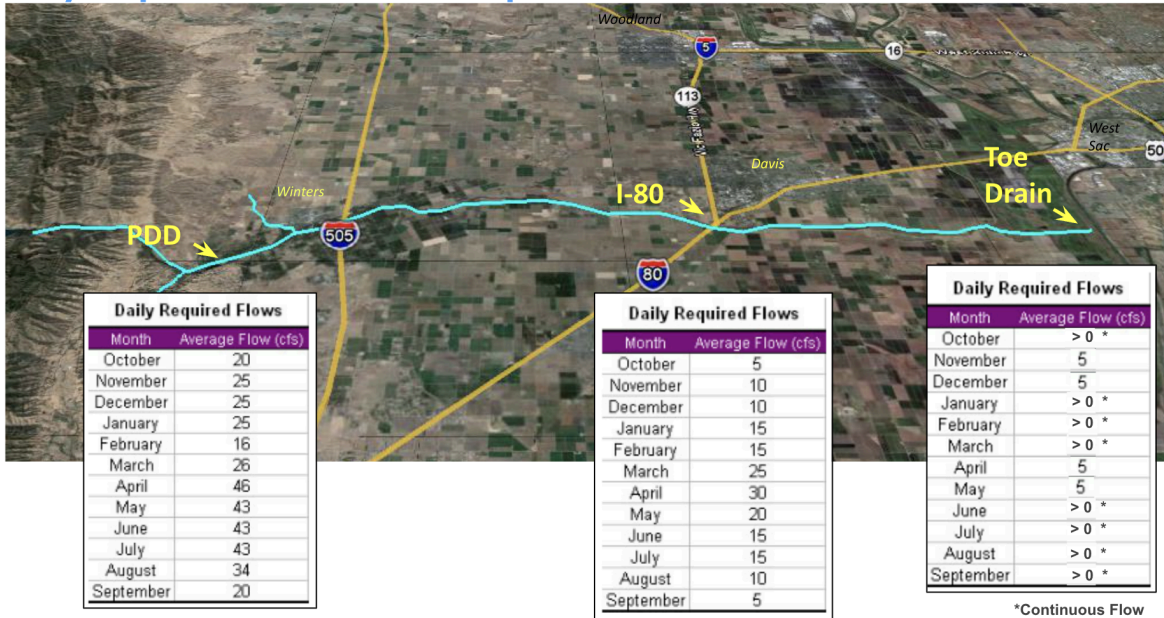 Woodland
5
16
113
Vic Fazio Hwy
West
Sac
50
Davis
Toe
Drain
Winters
I-80
PDD
505
80
Daily Required Flows
Month Average Flow (cfs)
October 20
November 25
December 25
January 25
February 16
March 26
April 46
May 43
June 43
July 43
August 34
September 20
Daily Required Flows
Month Average Flow (cfs)
October 5
November 10
December 10
January 15
February 15
March 25
April 30
May 20
June 15
July 15
August 10
September 5
Daily Required Flows
Month Average Flow (cfs)
October > 0 *
November 5
December 5
January > 0 *
February > 0 *
March > 0 *
April 5
May 5
June > 0 *
July > 0 *
August > 0 *
September > 0 *
*Continuous Flow